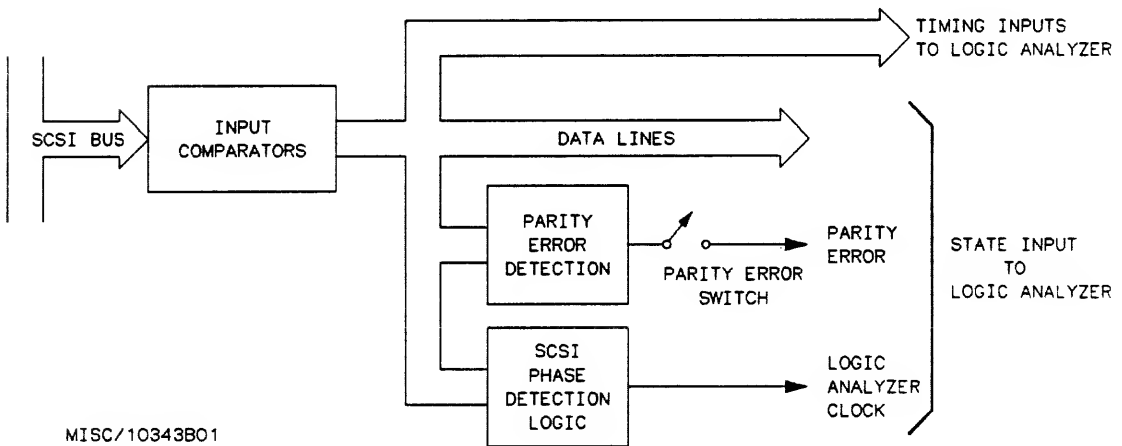 TIMING INPUTS
TO LOGIC ANALYZER
SCSI BUS
INPUT
COMPARATORS
DATA LINES
PARITY
ERROR
DETECTION
PARITY ERROR
SWITCH
PARITY
ERROR
STATE INPUT
TO
LOGIC ANALYZER
SCSI
PHASE
DETECTION
LOGIC
LOGIC
ANALYZER
CLOCK
MISC/10343B01